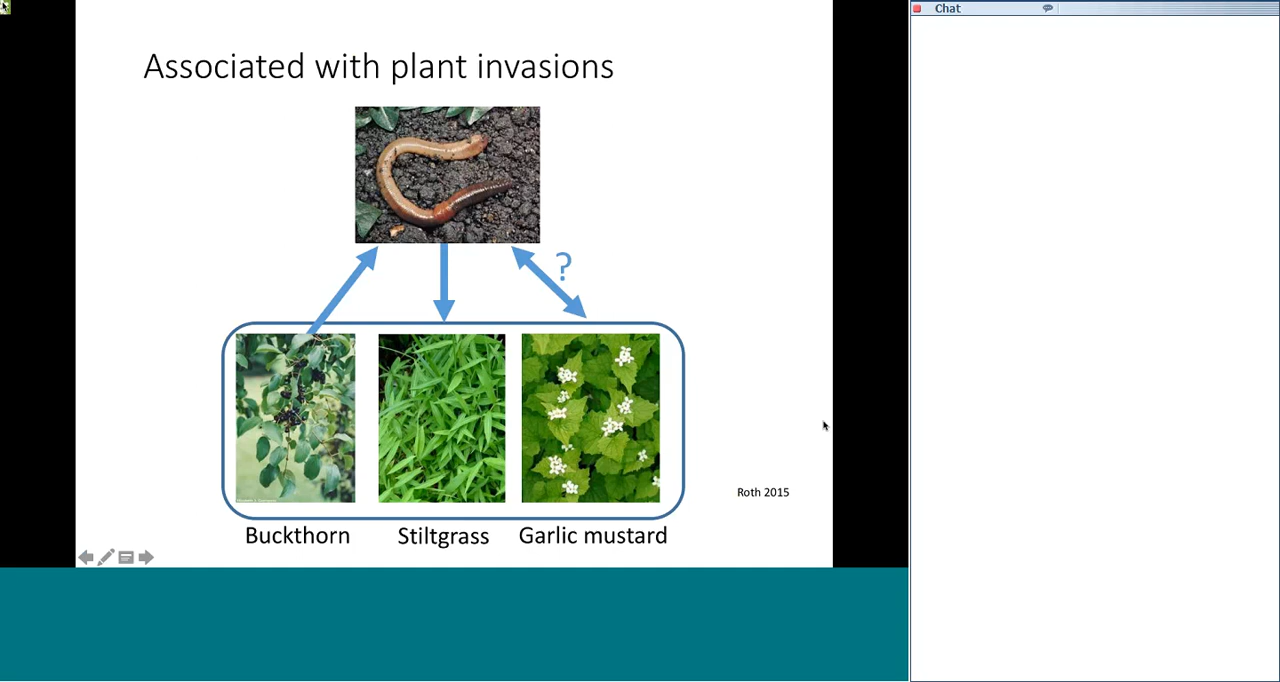 Chat
Associated with plant invasions
?
Roth 2015
Buckthorn
Stiltgrass
Garlic mustard